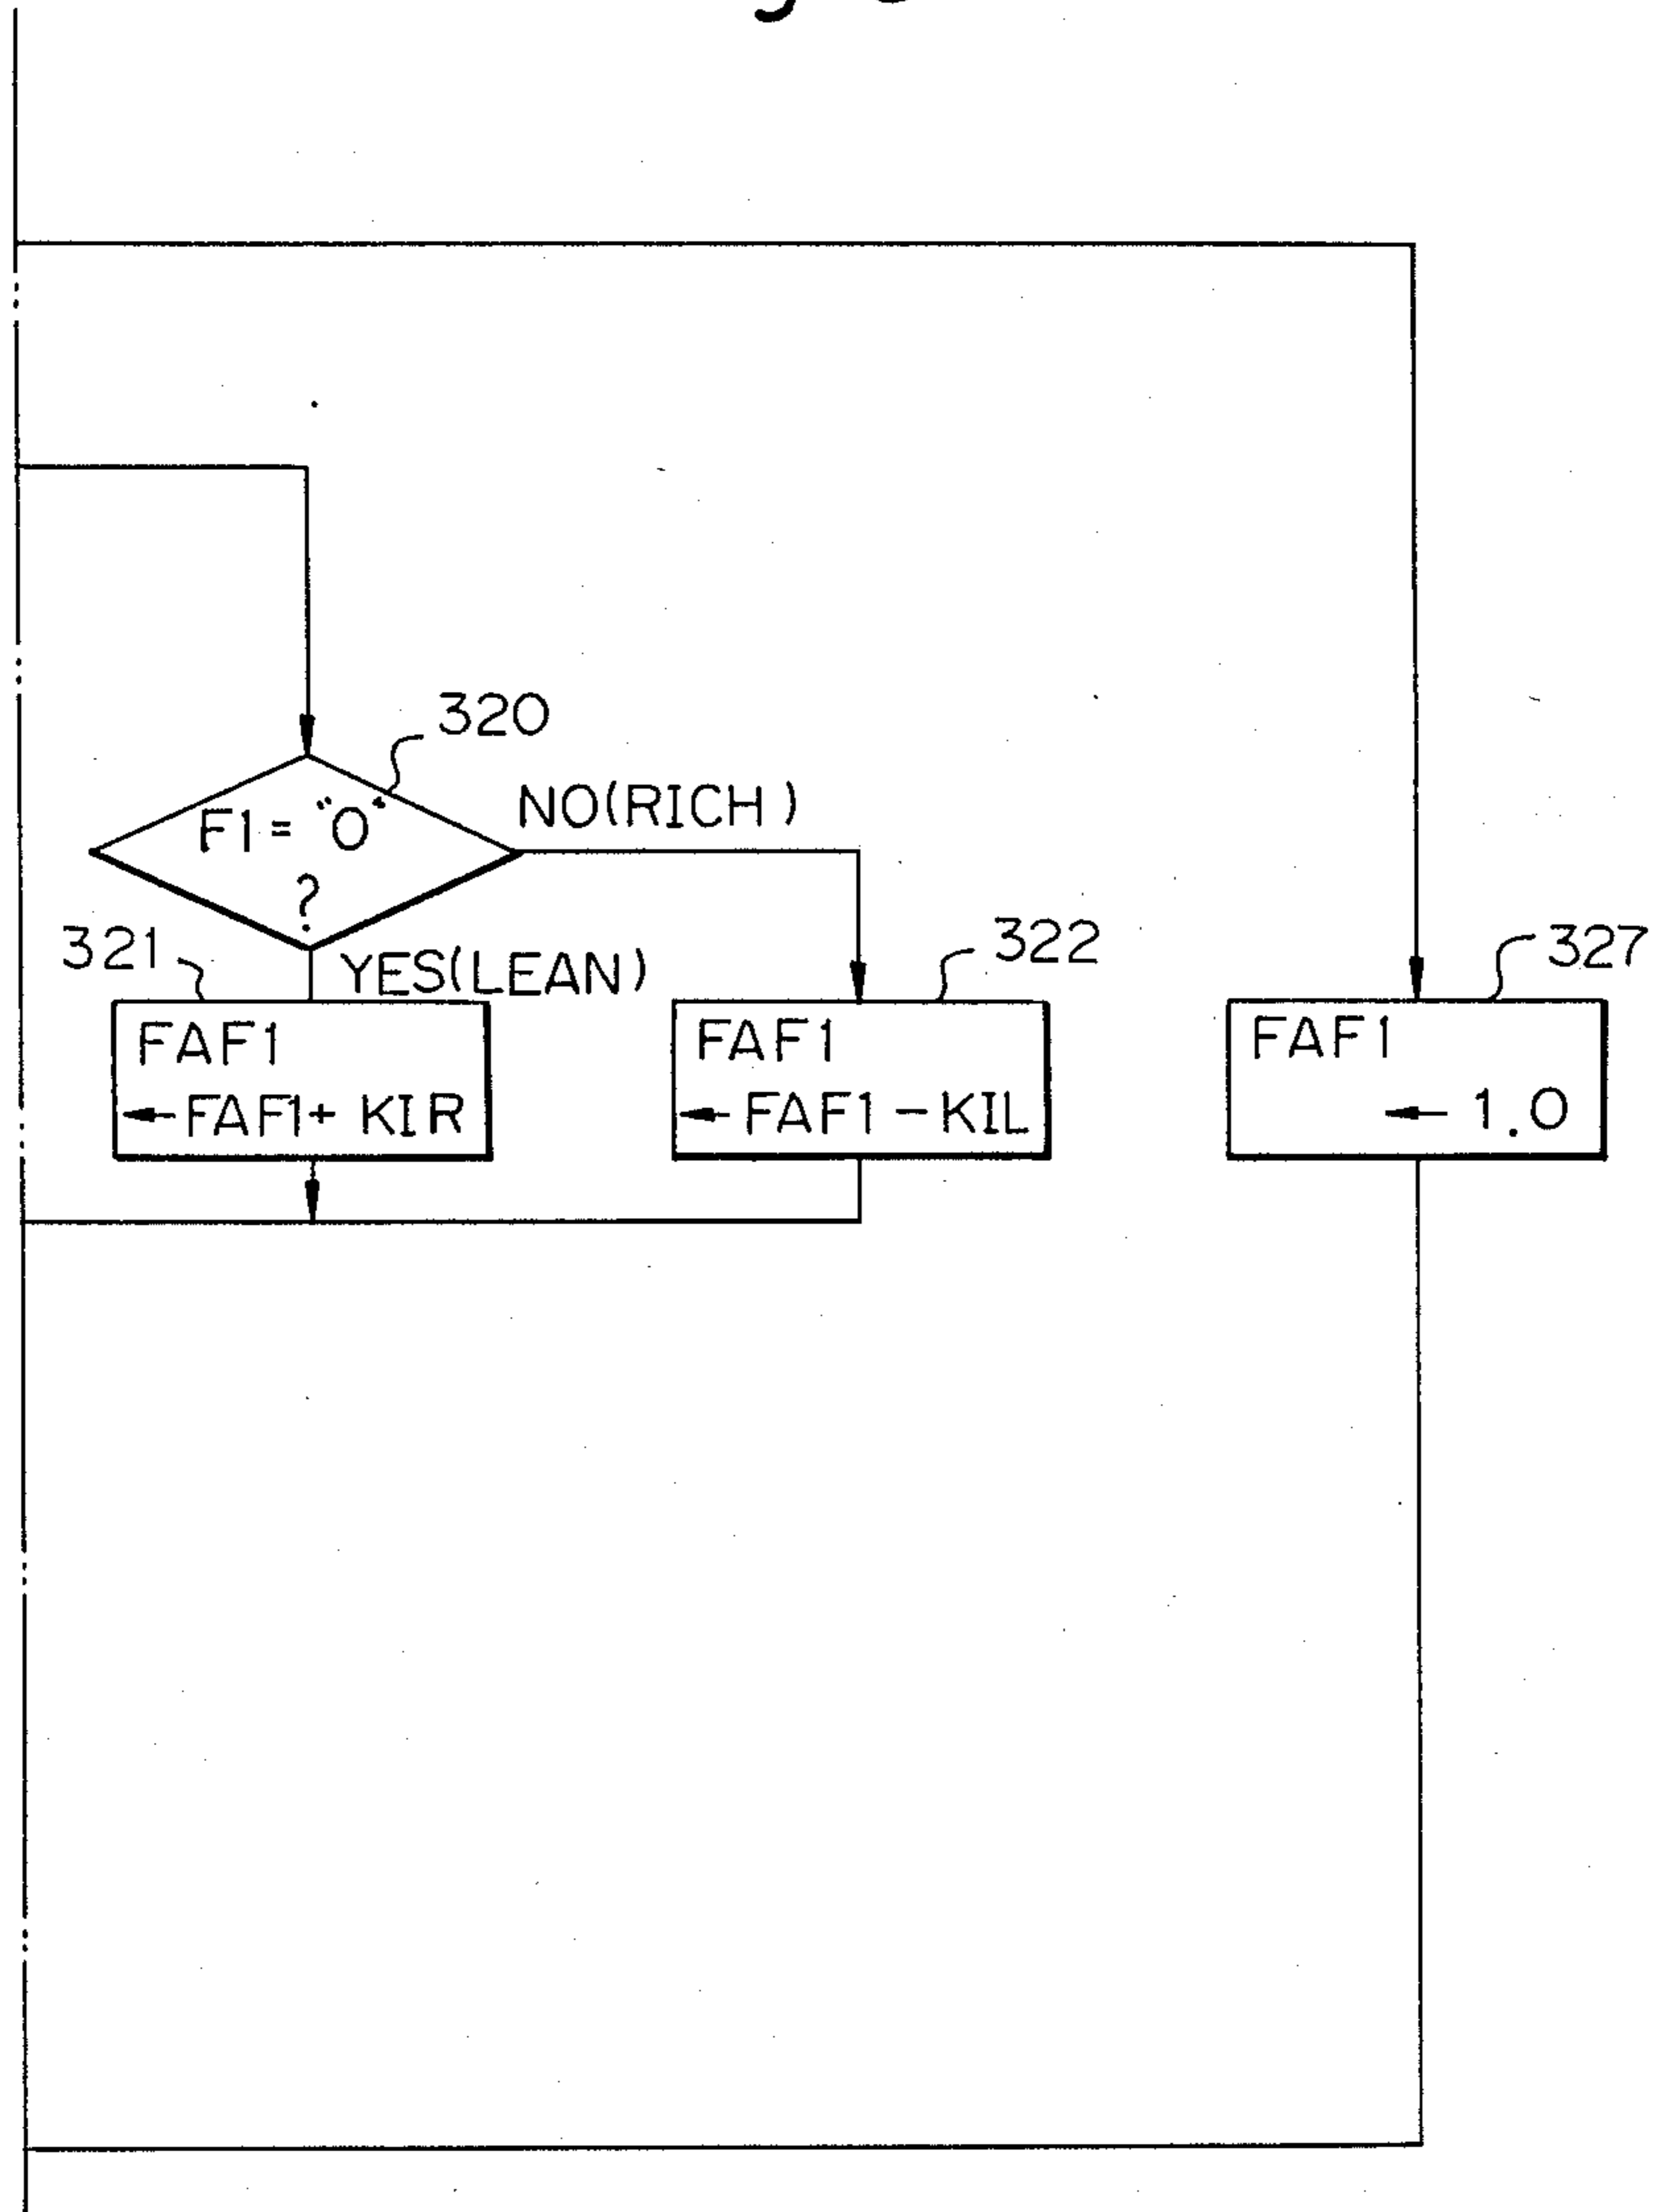 320
F1 = "0"
?
NO(RICH)
YES(LEAN)
321
FAF1
←FAF1+ KIR
322
FAF1
← FAF1 - KIL
327
FAF1
← 1.0